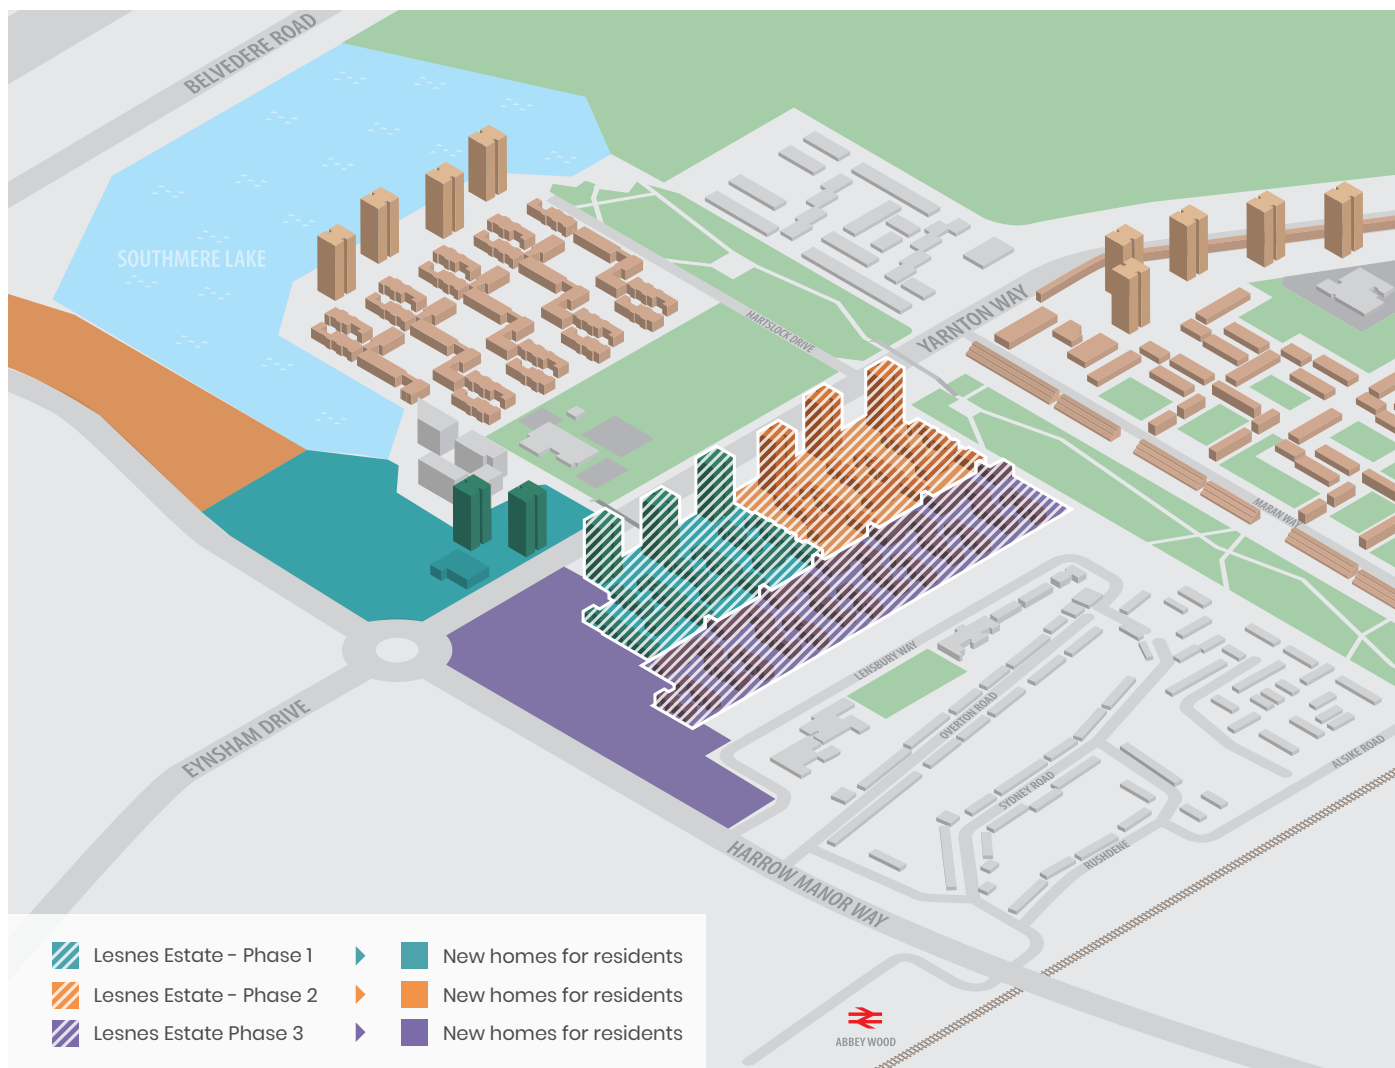 BELVEDERE ROAD
SOUTHMERE LAKE
HARTSLOCK DRIVE
YARNTON WAY
MARAN WAY
LENSBURY WAY
OVERTON ROAD
EYNSHAM DRIVE
ALSIKE ROAD
SYDNEY ROAD
RUSHDENE
HARROW MANOR WAY
Lesnes Estate - Phase 1
New homes for residents
Lesnes Estate - Phase 2
New homes for residents
Lesnes Estate Phase 3
New homes for residents
ABBEY WOOD